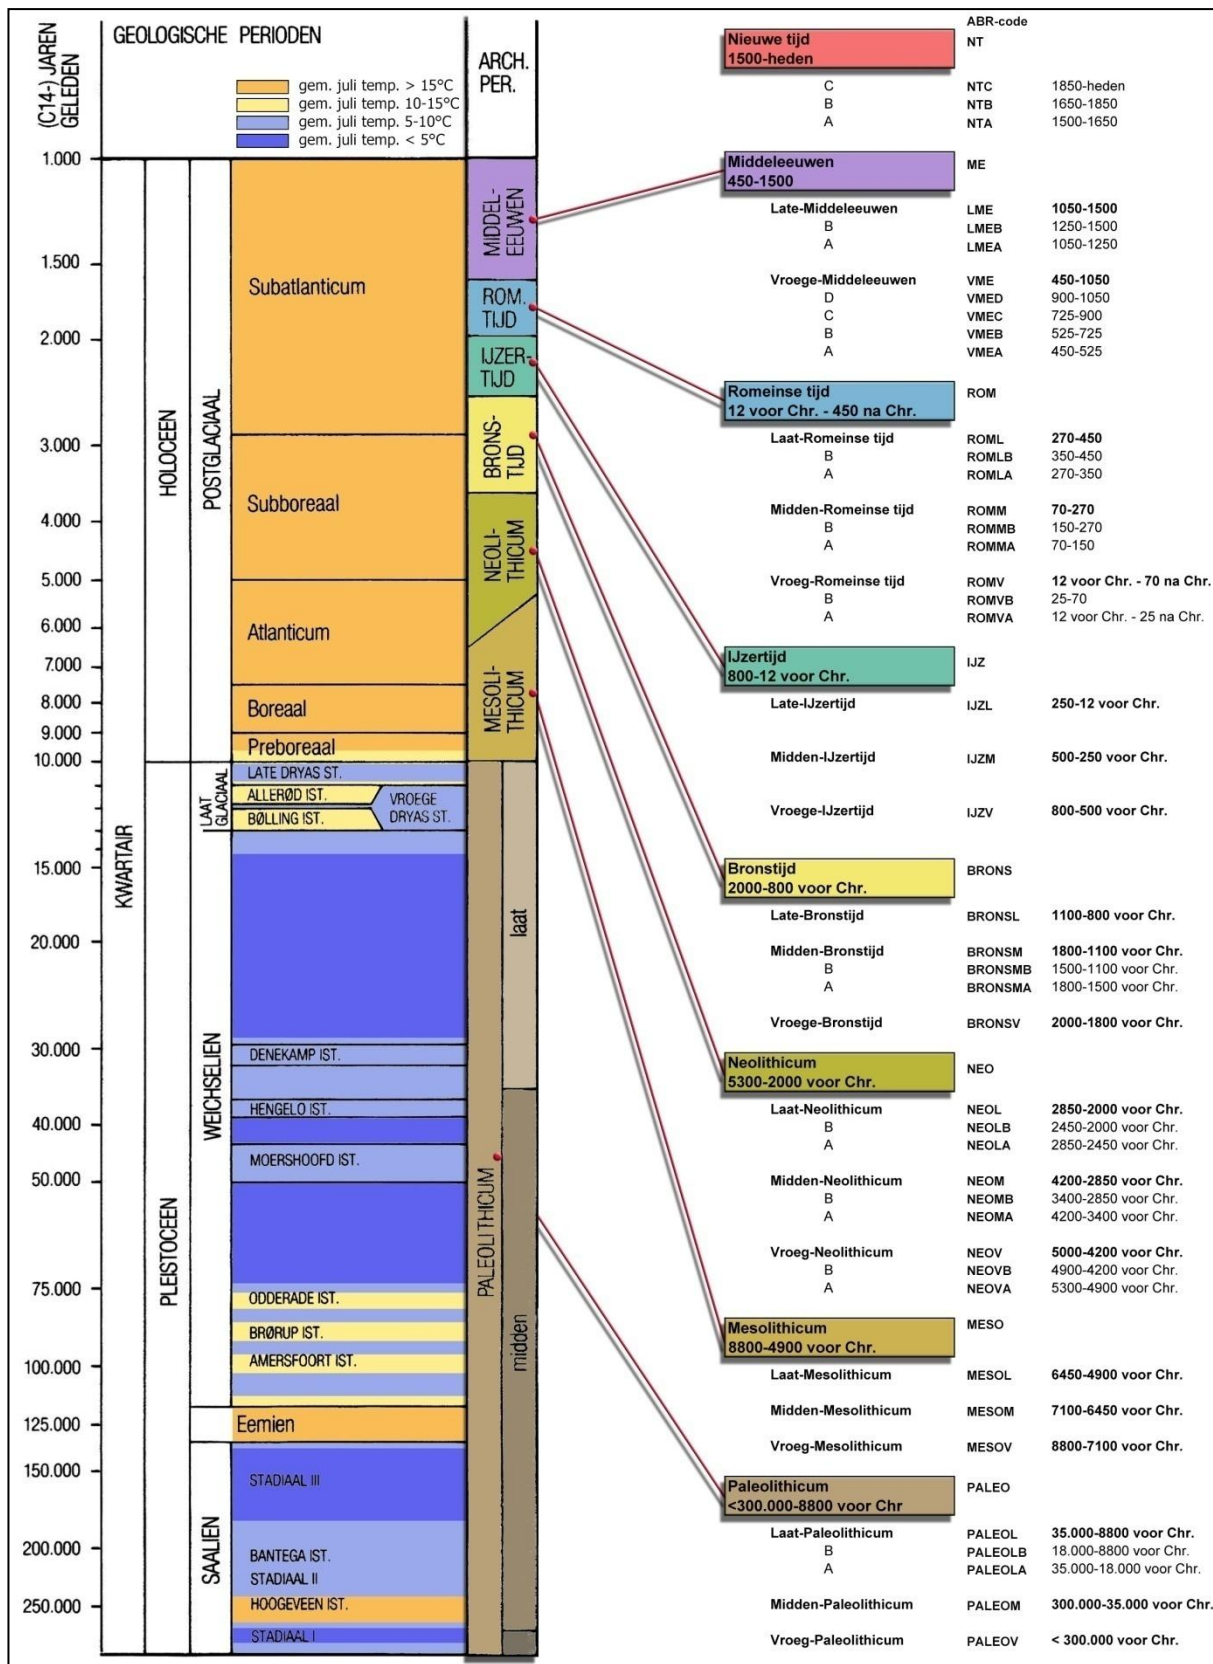 (C14-) JAREN
GELEDEN
GEOLOGISCHE PERIODEN
gem. juli temp. > 15°C
gem. juli temp. 10-15°C
gem. juli temp. 5-10°C
gem. juli temp. < 5°C
ARCH.
PER.
1.000
1.500
2.000
3.000
4.000
5.000
6.000
7.000
8.000
9.000
10.000
15.000
20.000
30.000
40.000
50.000
75.000
100.000
125.000
150.000
200.000
250.000
KWARTAIR
HOLOCEEN
PLEISTOCEEN
POSTGLACIAAL
LAAT
GLACIAAL
WEICHSELIEN
SAALIEN
Subatlanticum
Subboreaal
Atlanticum
Boreaal
Preboreaal
LATE DRYAS ST.
ALLERØD IST.
VROEGE
DRYAS ST.
BØLLING IST.
DENEKAMP IST.
HENGELO IST.
MOERSHOOFD IST.
ODDERADE IST.
BRØRUP IST.
AMERSFOORT IST.
Eemien
STADIAAL III
BANTEGA IST.
STADIAAL II
HOOGEVEEN IST.
STADIAAL I
MIDDEL-
EEUWEN
ROM.
TIJD
IJZER-
TIJD
BRONS-
TIJD
NEOLI-
THICUM
MESOLI-
THICUM
PALEOLITHICUM
laat
midden
ABR-code
Nieuwe tijd
1500-heden
NT
C NTC 1850-heden
B NTB 1650-1850
A NTA 1500-1650
Middeleeuwen
450-1500
ME
Late-Middeleeuwen LME 1050-1500
B LMEB 1250-1500
A LMEA 1050-1250
Vroege-Middeleeuwen VME 450-1050
D VMED 900-1050
C VMEC 725-900
B VMEB 525-725
A VMEA 450-525
Romeinse tijd
12 voor Chr. - 450 na Chr.
ROM
Laat-Romeinse tijd ROML 270-450
B ROMLB 350-450
A ROMLA 270-350
Midden-Romeinse tijd ROMM 70-270
B ROMMB 150-270
A ROMMA 70-150
Vroeg-Romeinse tijd ROMV 12 voor Chr. - 70 na Chr.
B ROMVB 25-70
A ROMVA 12 voor Chr. - 25 na Chr.
IJzertijd
800-12 voor Chr.
IJZ
Late-IJzertijd IJZL 250-12 voor Chr.
Midden-IJzertijd IJZM 500-250 voor Chr.
Vroege-IJzertijd IJZV 800-500 voor Chr.
Bronstijd
2000-800 voor Chr.
BRONS
Late-Bronstijd BRONSL 1100-800 voor Chr.
Midden-Bronstijd BRONSM 1800-1100 voor Chr.
B BRONSMB 1500-1100 voor Chr.
A BRONSMA 1800-1500 voor Chr.
Vroege-Bronstijd BRONSV 2000-1800 voor Chr.
Neolithicum
5300-2000 voor Chr.
NEO
Laat-Neolithicum NEOL 2850-2000 voor Chr.
B NEOLB 2450-2000 voor Chr.
A NEOLA 2850-2450 voor Chr.
Midden-Neolithicum NEOM 4200-2850 voor Chr.
B NEOMB 3400-2850 voor Chr.
A NEOMA 4200-3400 voor Chr.
Vroeg-Neolithicum NEOV 5000-4200 voor Chr.
B NEOVB 4900-4200 voor Chr.
A NEOVA 5300-4900 voor Chr.
Mesolithicum
8800-4900 voor Chr.
MESO
Laat-Mesolithicum MESOL 6450-4900 voor Chr.
Midden-Mesolithicum MESOM 7100-6450 voor Chr.
Vroeg-Mesolithicum MESOV 8800-7100 voor Chr.
Paleolithicum
<300.000-8800 voor Chr
PALEO
Laat-Paleolithicum PALEOL 35.000-8800 voor Chr.
B PALEOLB 18.000-8800 voor Chr.
A PALEOLA 35.000-18.000 voor Chr.
Midden-Paleolithicum PALEOM 300.000-35.000 voor Chr.
Vroeg-Paleolithicum PALEOV < 300.000 voor Chr.